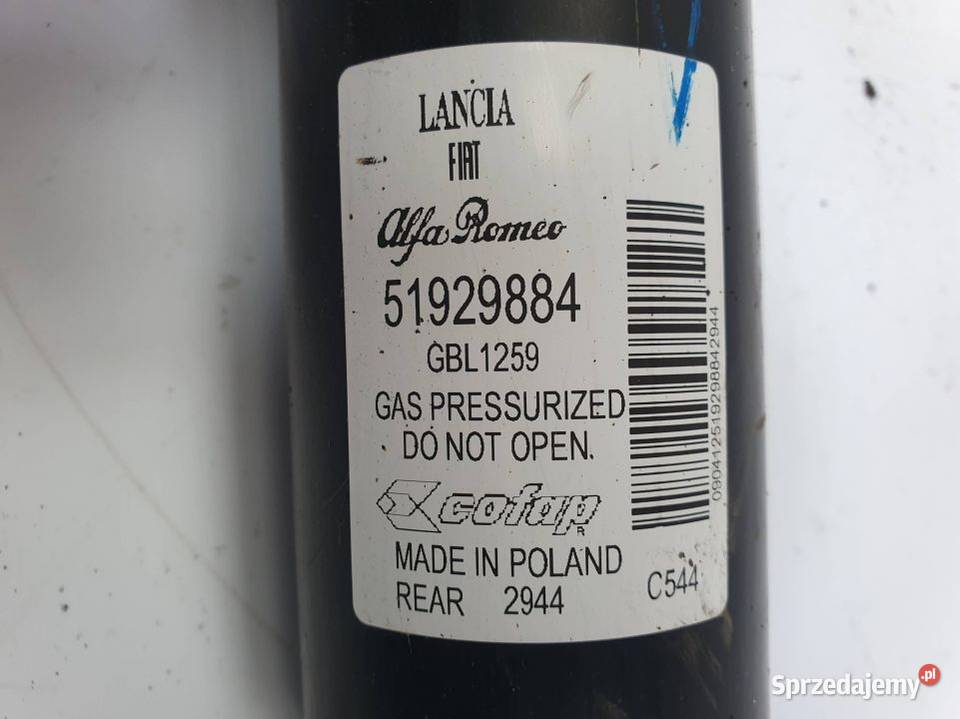 LANCIA
FIAT
Alfa Romeo
51929884
GBL1259
GAS PRESSURIZED
DO NOT OPEN.
cofap R
MADE IN POLAND
REAR 2944
C544
0904125192988842944
Sprzedajemy.pl